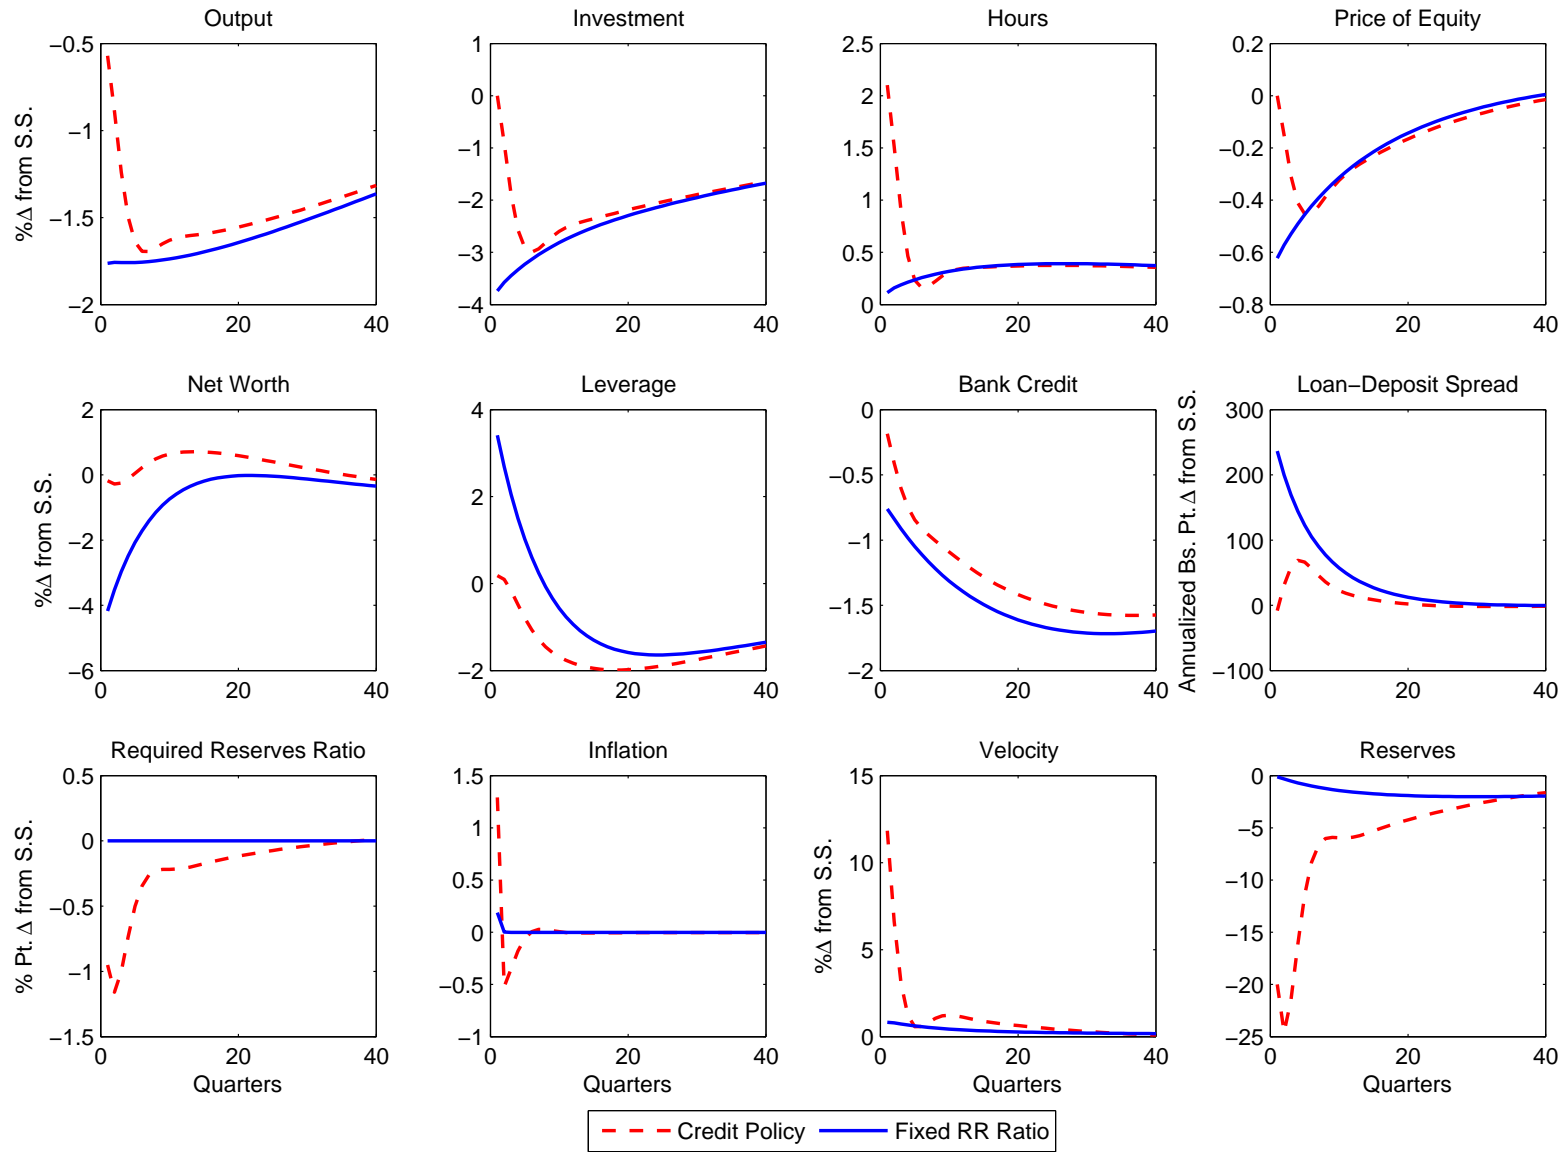 Output
Investment
Hours
Price of Equity
%Δ from S.S.
−0.5
−1
−1.5
−2
0 20 40
1
0
−1
−2
−3
−4
0 20 40
2.5
2
1.5
1
0.5
0
0 20 40
0.2
0
−0.2
−0.4
−0.6
−0.8
0 20 40
Net Worth
Leverage
Bank Credit
Loan−Deposit Spread
%Δ from S.S.
2
0
−2
−4
−6
0 20 40
4
2
0
−2
0 20 40
0
−0.5
−1
−1.5
−2
0 20 40
Annualized Bs. Pt.Δ from S.S.
300
200
100
0
−100
0 20 40
Required Reserves Ratio
Inflation
Velocity
Reserves
% Pt.Δ from S.S.
0.5
0
−0.5
−1
−1.5
0 20 40
Quarters
1.5
1
0.5
0
−0.5
−1
0 20 40
Quarters
%Δ from S.S.
15
10
5
0
0 20 40
Quarters
0
−5
−10
−15
−20
−25
0 20 40
Quarters
Credit Policy
Fixed RR Ratio